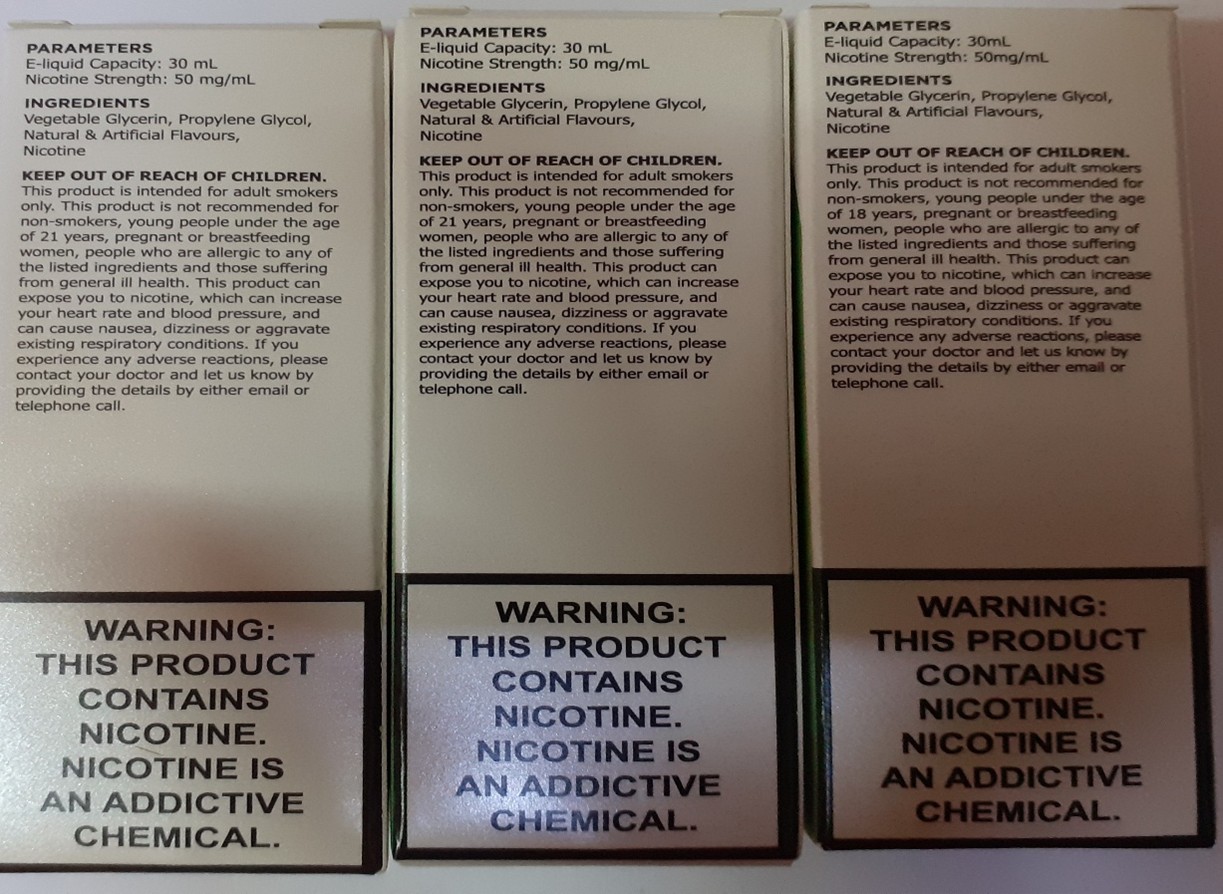 PARAMETERS
E-liquid Capacity: 30 mL
Nicotine Strength: 50 mg/mL
INGREDIENTS
Vegetable Glycerin, Propylene Glycol,
Natural & Artificial Flavours,
Nicotine
KEEP OUT OF REACH OF CHILDREN.
This product is intended for adult smokers
only. This product is not recommended for
non-smokers, young people under the age
of 21 years, pregnant or breastfeeding
women, people who are allergic to any of
the listed ingredients and those suffering
from general ill health. This product can
expose you to nicotine, which can increase
your heart rate and blood pressure, and
can cause nausea, dizziness or aggravate
existing respiratory conditions. If you
experience any adverse reactions, please
contact your doctor and let us know by
providing the details by either email or
telephone call.
WARNING:
THIS PRODUCT
CONTAINS
NICOTINE.
NICOTINE IS
AN ADDICTIVE
CHEMICAL.
PARAMETERS
E-liquid Capacity: 30 mL
Nicotine Strength: 50 mg/mL
INGREDIENTS
Vegetable Glycerin, Propylene Glycol,
Natural & Artificial Flavours,
Nicotine
KEEP OUT OF REACH OF CHILDREN.
This product is intended for adult smokers
only. This product is not recommended for
non-smokers, young people under the age
of 21 years, pregnant or breastfeeding
women, people who are allergic to any of
the listed ingredients and those suffering
from general ill health. This product can
expose you to nicotine, which can increase
your heart rate and blood pressure, and
can cause nausea, dizziness or aggravate
existing respiratory conditions. If you
experience any adverse reactions, please
contact your doctor and let us know by
providing the details by either email or
telephone call.
WARNING:
THIS PRODUCT
CONTAINS
NICOTINE.
NICOTINE IS
AN ADDICTIVE
CHEMICAL.
PARAMETERS
E-liquid Capacity: 30mL
Nicotine Strength: 50mg/mL
INGREDIENTS
Vegetable Glycerin, Propylene Glycol,
Natural & Artificial Flavours,
Nicotine
KEEP OUT OF REACH OF CHILDREN.
This product is intended for adult smokers
only. This product is not recommended for
non-smokers, young people under the age
of 18 years, pregnant or breastfeeding
women, people who are allergic to any of
the listed ingredients and those suffering
from general ill health. This product can
expose you to nicotine, which can increase
your heart rate and blood pressure, and
can cause nausea, dizziness or aggravate
existing respiratory conditions. If you
experience any adverse reactions, please
contact your doctor and let us know by
providing the details by either email or
telephone call.
WARNING:
THIS PRODUCT
CONTAINS
NICOTINE.
NICOTINE IS
AN ADDICTIVE
CHEMICAL.